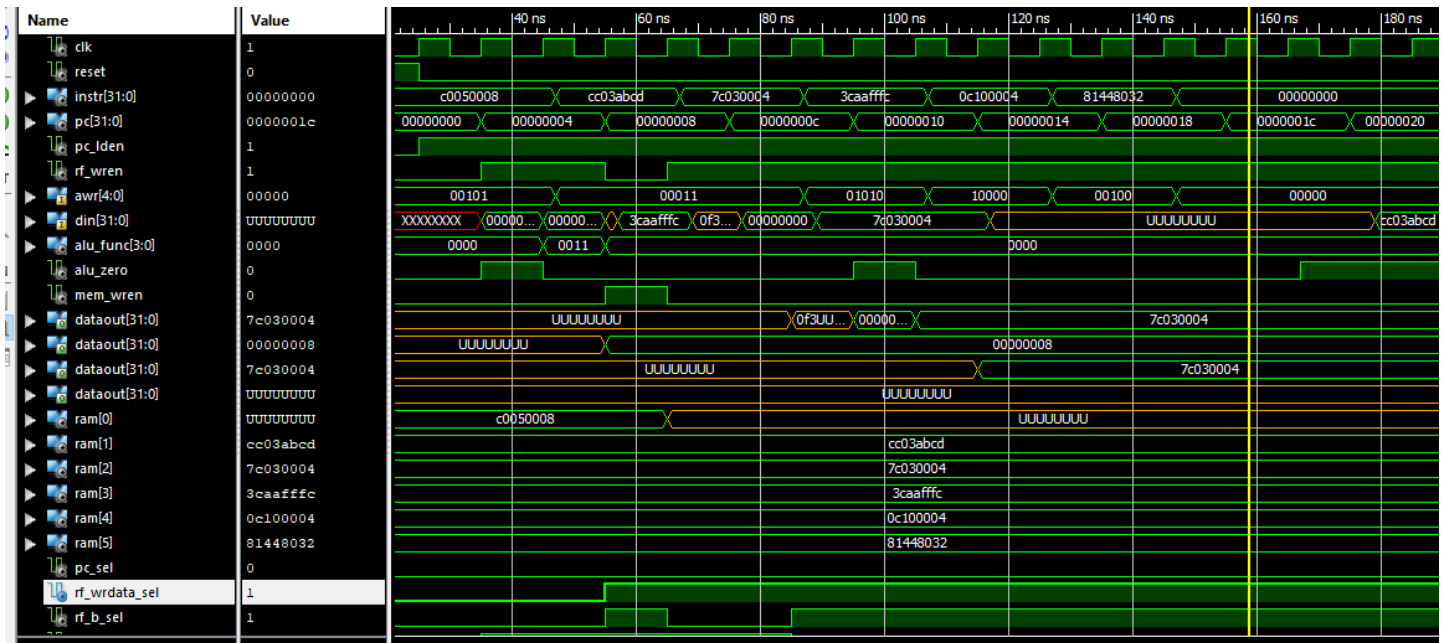 Name Value 40 ns 60 ns 80 ns 100 ns 120 ns 140 ns 160 ns 180 ns
clk 1
reset 0
instr[31:0] 00000000 c0050008 cc03abcd 7c030004 3caafffc 0c100004 81448032 00000000
pc[31:0] 0000001c 00000000 00000004 00000008 0000000c 00000010 00000014 00000018 0000001c 00000020
pc_lden 1
rf_wren 1
awr[4:0] 00000 00101 00011 01010 10000 00100 00000
din[31:0] UUUUUUUU XXXXXXXX 00000... 00000... 3caafffc 0f3... 00000000 7c030004 UUUUUUUU cc03abcd
alu_func[3:0] 0000 0000 0011 0000
alu_zero 0
mem_wren 0
dataout[31:0] 7c030004 UUUUUUUU 0f3UU... 00000... 7c030004
dataout[31:0] 00000008 UUUUUUUU 00000008
dataout[31:0] 7c030004 UUUUUUUU 7c030004
dataout[31:0] UUUUUUUU UUUUUUUU
ram[0] UUUUUUUU c0050008 UUUUUUUU
ram[1] cc03abcd cc03abcd
ram[2] 7c030004 7c030004
ram[3] 3caafffc 3caafffc
ram[4] 0c100004 0c100004
ram[5] 81448032 81448032
pc_sel 0
rf_wrdata_sel 1
rf_b_sel 1